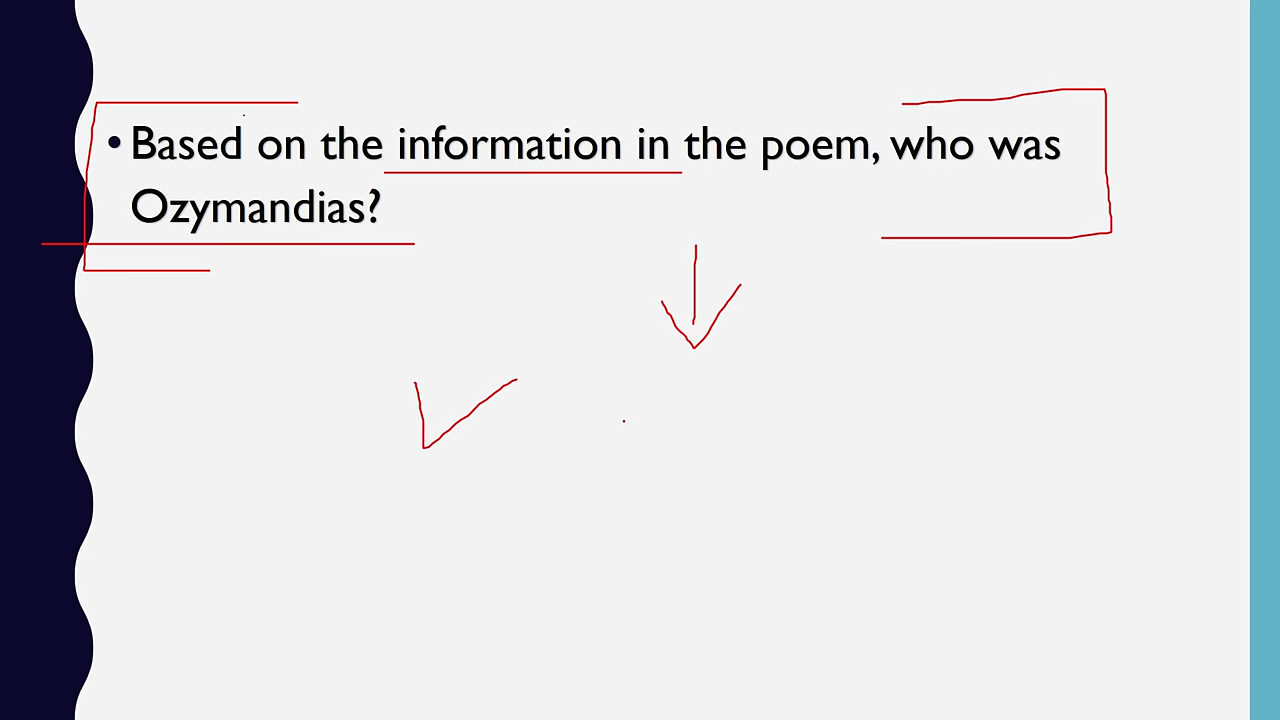 • Based on the information in the poem, who was
Ozymandias?